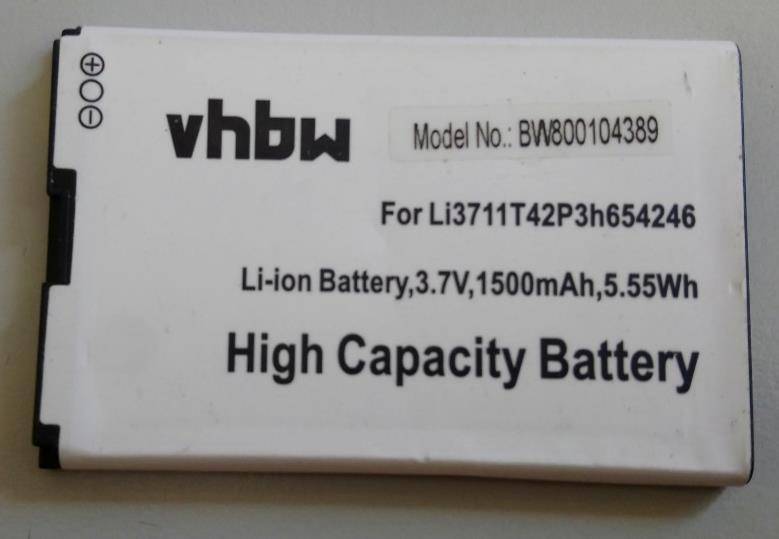 vhbw
Model No.: BW800104389
For Li3711T42P3h654246
Li-ion Battery,3.7V,1500mAh,5.55Wh
High Capacity Battery